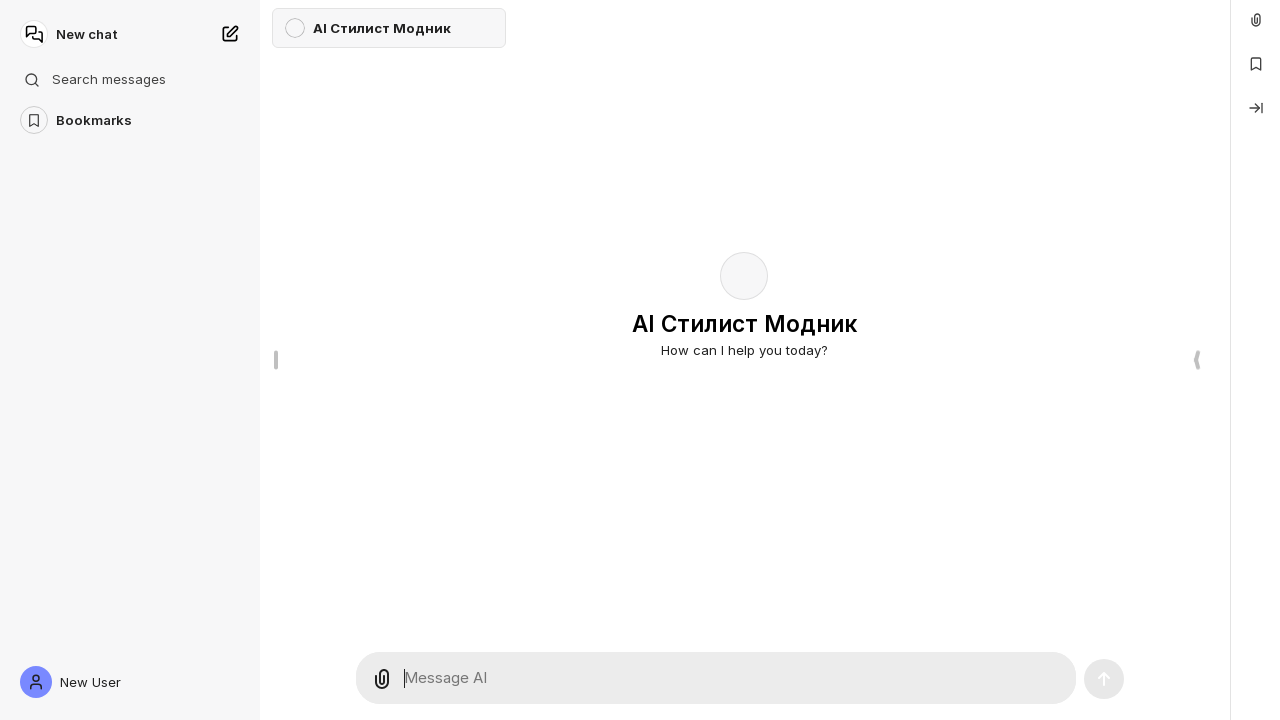 New chat
Search messages
Bookmarks
New User
AI Стилист Модник
AI Стилист Модник
How can I help you today?
Message AI